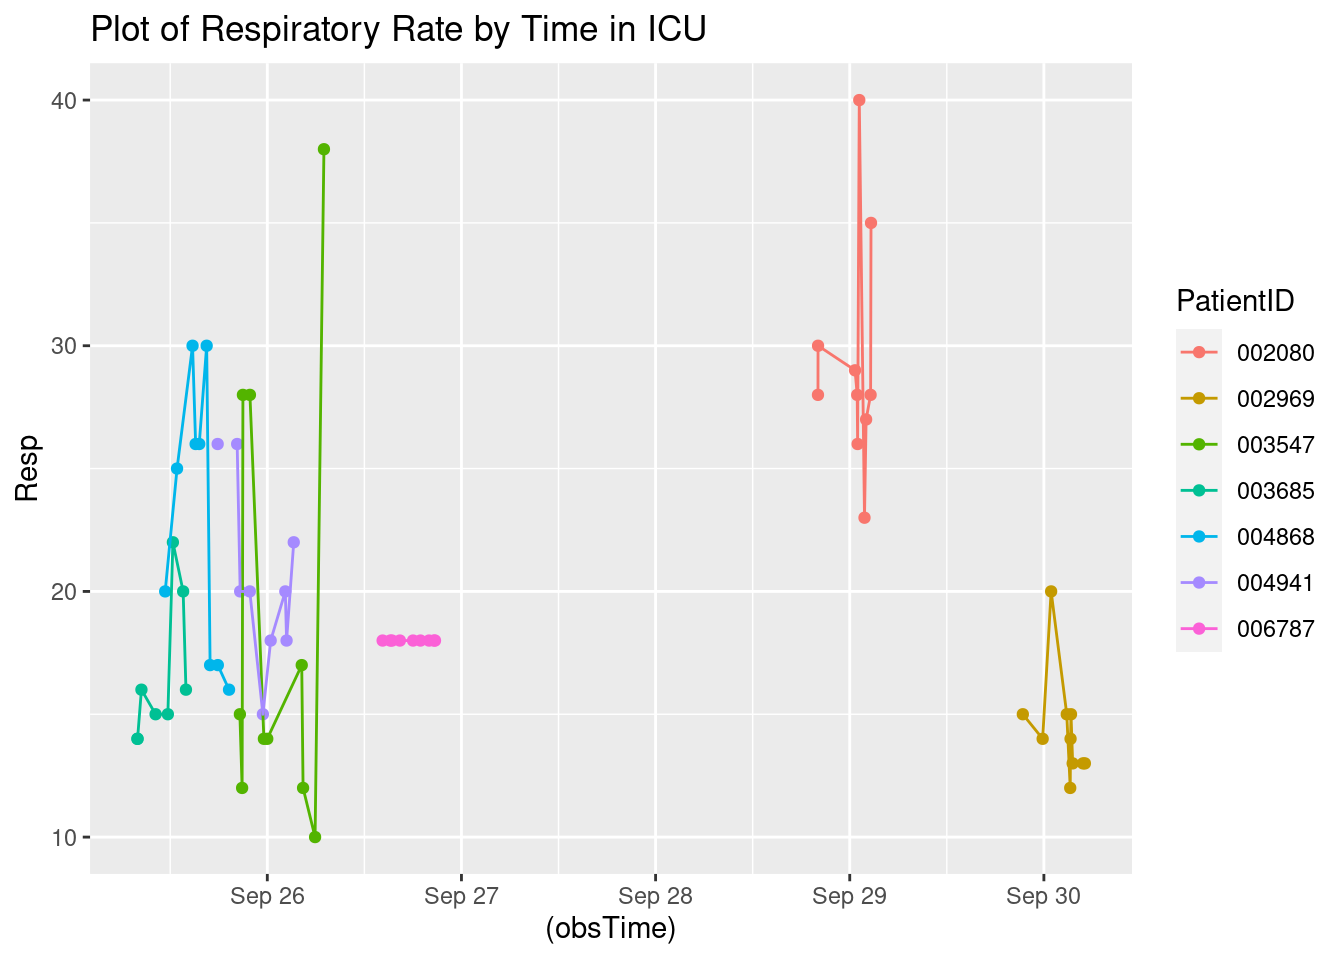 Plot of Respiratory Rate by Time in ICU
40
30
20
10
Resp
Sep 26
Sep 27
Sep 28
Sep 29
Sep 30
(obsTime)
PatientID
002080
002969
003547
003685
004868
004941
006787